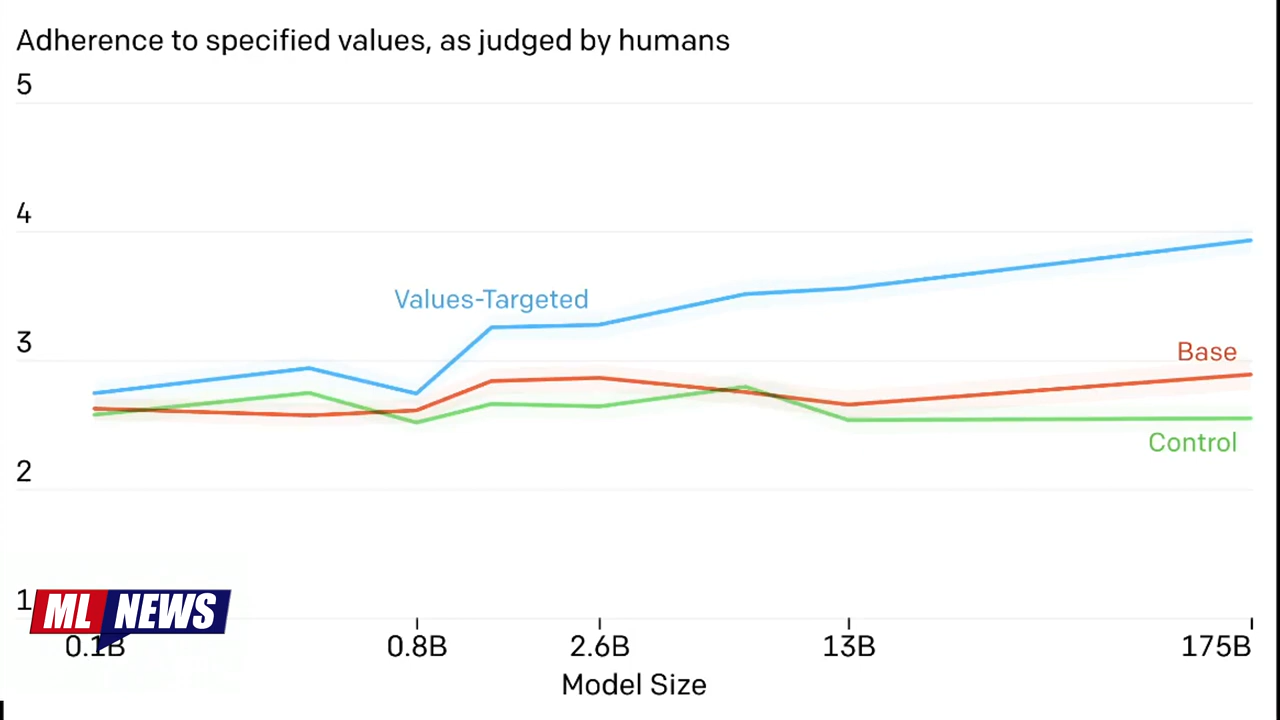 Adherence to specified values, as judged by humans
5
4
Values-Targeted
3
Base
Control
2
1
ML NEWS
0.1B
0.8B
2.6B
13B
175B
Model Size